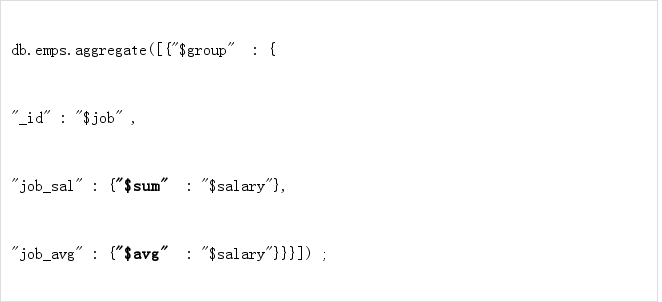 db.emps.aggregate([{"$group" : {
"_id" : "$job" ,
"job_sal" : {"$sum" : "$salary"},
"job_avg" : {"$avg" : "$salary"}}}]) ;